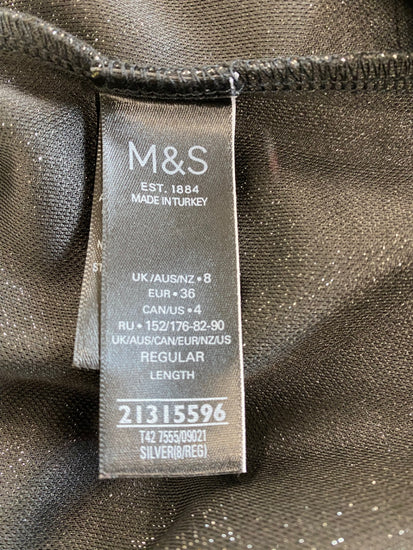 M&S
EST. 1884
MADE IN TURKEY
UK/AUS/NZ • 8
EUR • 36
CAN/US • 4
RU • 152/176-82-90
UK/AUS/CAN/EUR/NZ/US
REGULAR
LENGTH
21315596
T42 7555/09021
SILVER(8/REG)